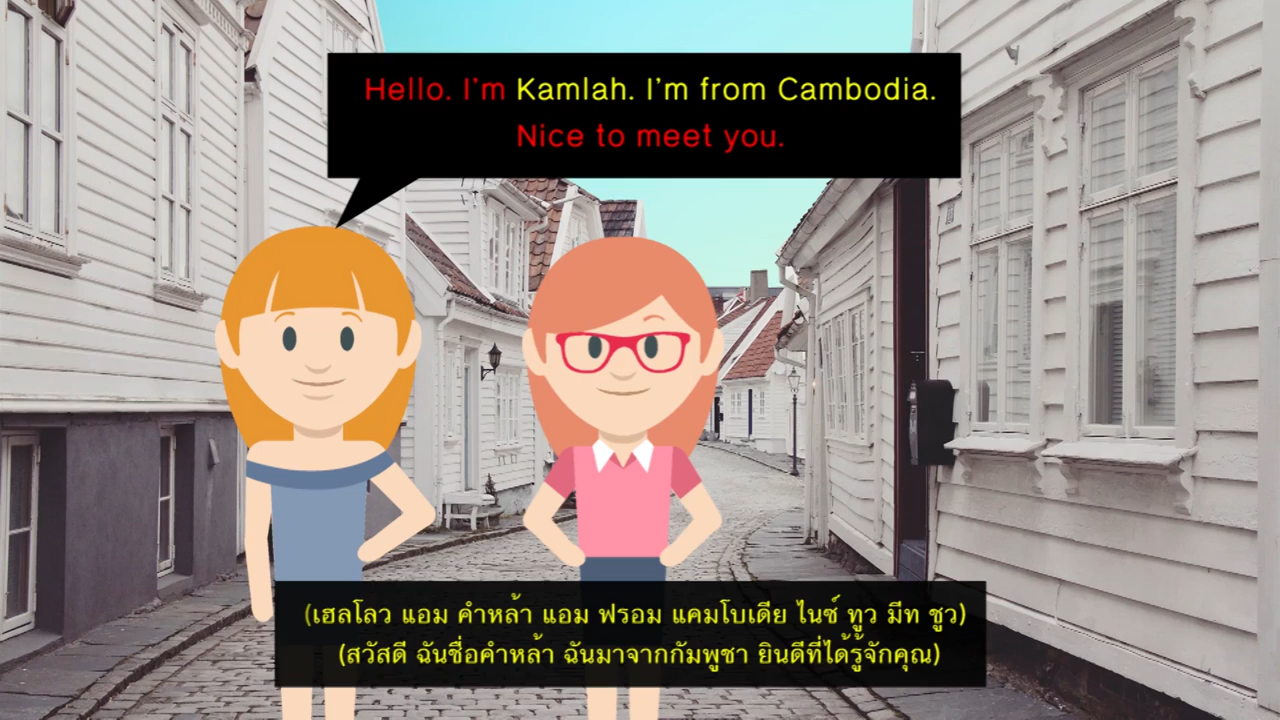 Hello. I'm Kamlah. I'm from Cambodia.
Nice to meet you.
(เฮลโลว แอม คำหล้า แอม ฟรอม แคมโบเดีย ไนซ์ ทูว มีท ชูว)
(สวัสดี ฉันชื่อคำหล้า ฉันมาจากกัมพูชา ยินดีที่ได้รู้จักคุณ)